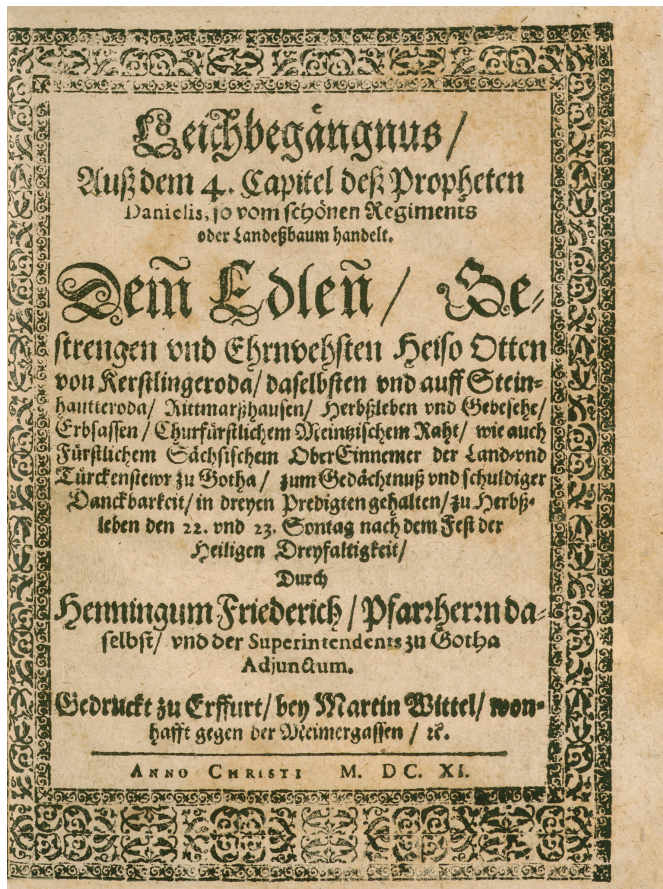 Leichbegängnus /
Auß dem 4. Capitel deß Propheten
Danielis, so vom schönen Regiments
oder Landeßbaum handelt.
Dem̃ Edlen̄ / Ge-
strengen vnd Ehrnvehsten Heiso Otten
von Kerstlingeroda / daselbsten vnd auff Stein-
hautteroda / Rittmarßhausen / Herbßleben vnd Gebesehe /
Erbsassen / Churfürstlichem Meintzischem Raht / wie auch
Fürstlichem Sächsischem OberEinnemer der Land-vnd
Türckenstewr zu Gotha / zum Gedächtnuß vnd schuldiger
Danckbarkeit / in dreyen Predigten gehalten / zu Herbß-
leben den 22. vnd 23. Sontag nach dem Fest der
Heiligen Dreyfaltigkeit /
Durch
Henningum Friederich / Pfarrherrn da-
selbst / vnd der Superintendents zu Gotha
Adjunctum.
Gedruckt zu Erffurt / bey Martin Wittel / won-
hafft gegen der Meimergassen / ꝛc.
ANNO CHRISTI M. DC. XI.